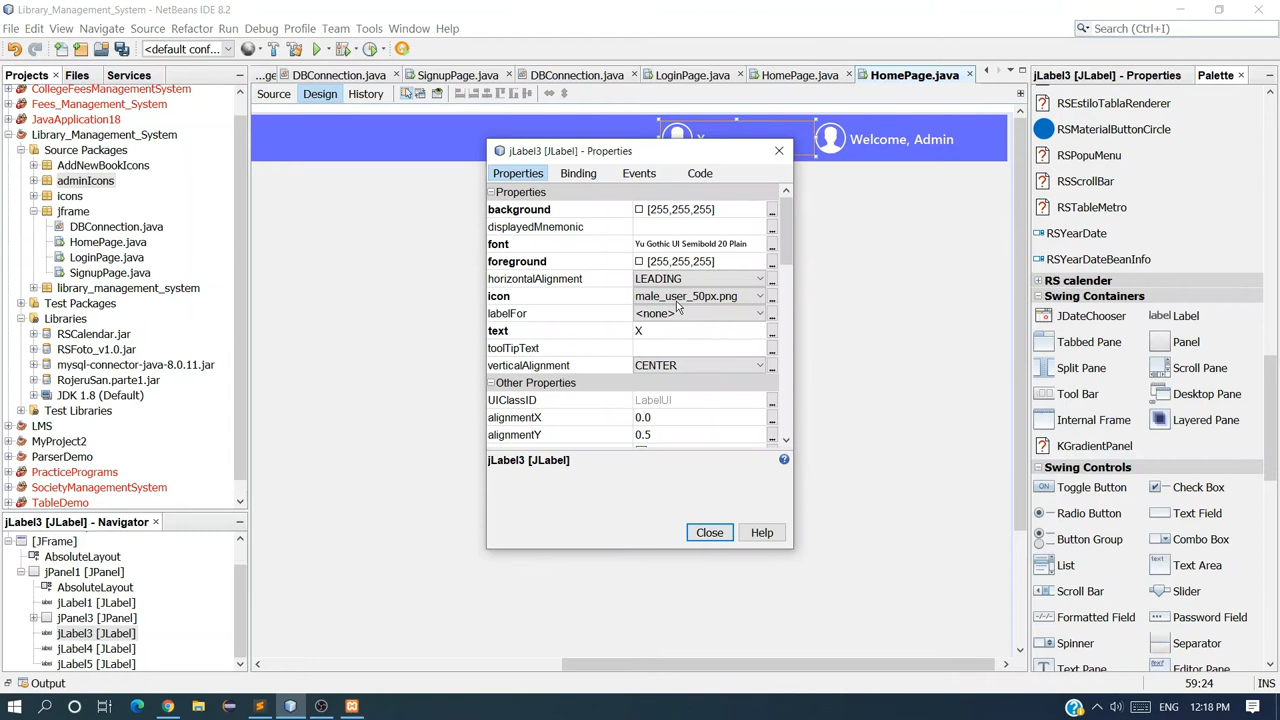 Library_Management_System - NetBeans IDE 8.2
File Edit View Navigate Source Refactor Run Debug Profile Team Tools Window Help
Search (Ctrl+I)
<default conf...
Projects Files Services
...ge DBConnection.java SignupPage.java DBConnection.java LoginPage.java HomePage.java HomePage.java
Source Design History
CollegeFeesManagementSystem
Fees_Management_System
JavaApplication18
Library_Management_System
Source Packages
AddNewBookIcons
adminIcons
icons
jframe
DBConnection.java
HomePage.java
LoginPage.java
SignupPage.java
library_management_system
Test Packages
Libraries
RSCalendar.jar
RSFoto_v1.0.jar
mysql-connector-java-8.0.11.jar
RojeruSan.parte1.jar
JDK 1.8 (Default)
Test Libraries
LMS
MyProject2
ParserDemo
PracticePrograms
SocietyManagementSystem
TableDemo
jLabel3 [JLabel] - Navigator
[JFrame]
AbsoluteLayout
jPanel1 [JPanel]
AbsoluteLayout
jLabel1 [JLabel]
jPanel3 [JPanel]
jLabel3 [JLabel]
jLabel4 [JLabel]
jLabel5 [JLabel]
Output
Welcome, Admin
jLabel3 [JLabel] - Properties
Properties Binding Events Code
Properties
background [255,255,255] ...
displayedMnemonic ...
font Yu Gothic UI Semibold 20 Plain ...
foreground [255,255,255] ...
horizontalAlignment LEADING ...
icon male_user_50px.png ...
labelFor <none> ...
text X ...
toolTipText ...
verticalAlignment CENTER ...
Other Properties
UIClassID LabelUI ...
alignmentX 0.0 ...
alignmentY 0.5 ...
jLabel3 [JLabel]
Close Help
jLabel3 [JLabel] - Properties Palette
RSEstiloTablaRenderer
RSMaterialButtonCircle
RSPopuMenu
RSScrollBar
RSTableMetro
RSYearDate
RSYearDateBeanInfo
RS calender
Swing Containers
JDateChooser label Label
Tabbed Pane Panel
Split Pane Scroll Pane
Tool Bar Desktop Pane
Internal Frame Layered Pane
KGradientPanel
Swing Controls
Toggle Button Check Box
Radio Button Text Field
Button Group Combo Box
List Text Area
Scroll Bar Slider
Formatted Field Password Field
Spinner Separator
Text Pane Editor Pane
59:24 INS
ENG 12:18 PM